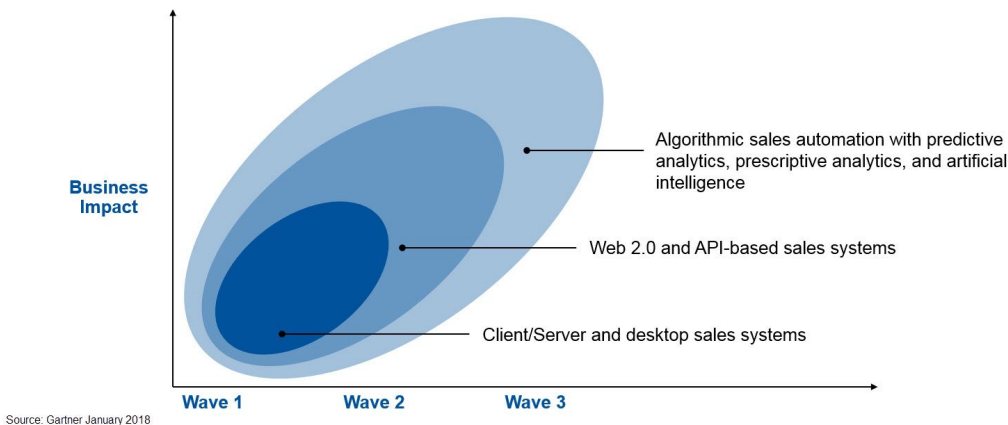 Business
Impact
Algorithmic sales automation with predictive
analytics, prescriptive analytics, and artificial
intelligence
Web 2.0 and API-based sales systems
Client/Server and desktop sales systems
Wave 1
Wave 2
Wave 3
Source: Gartner January 2018